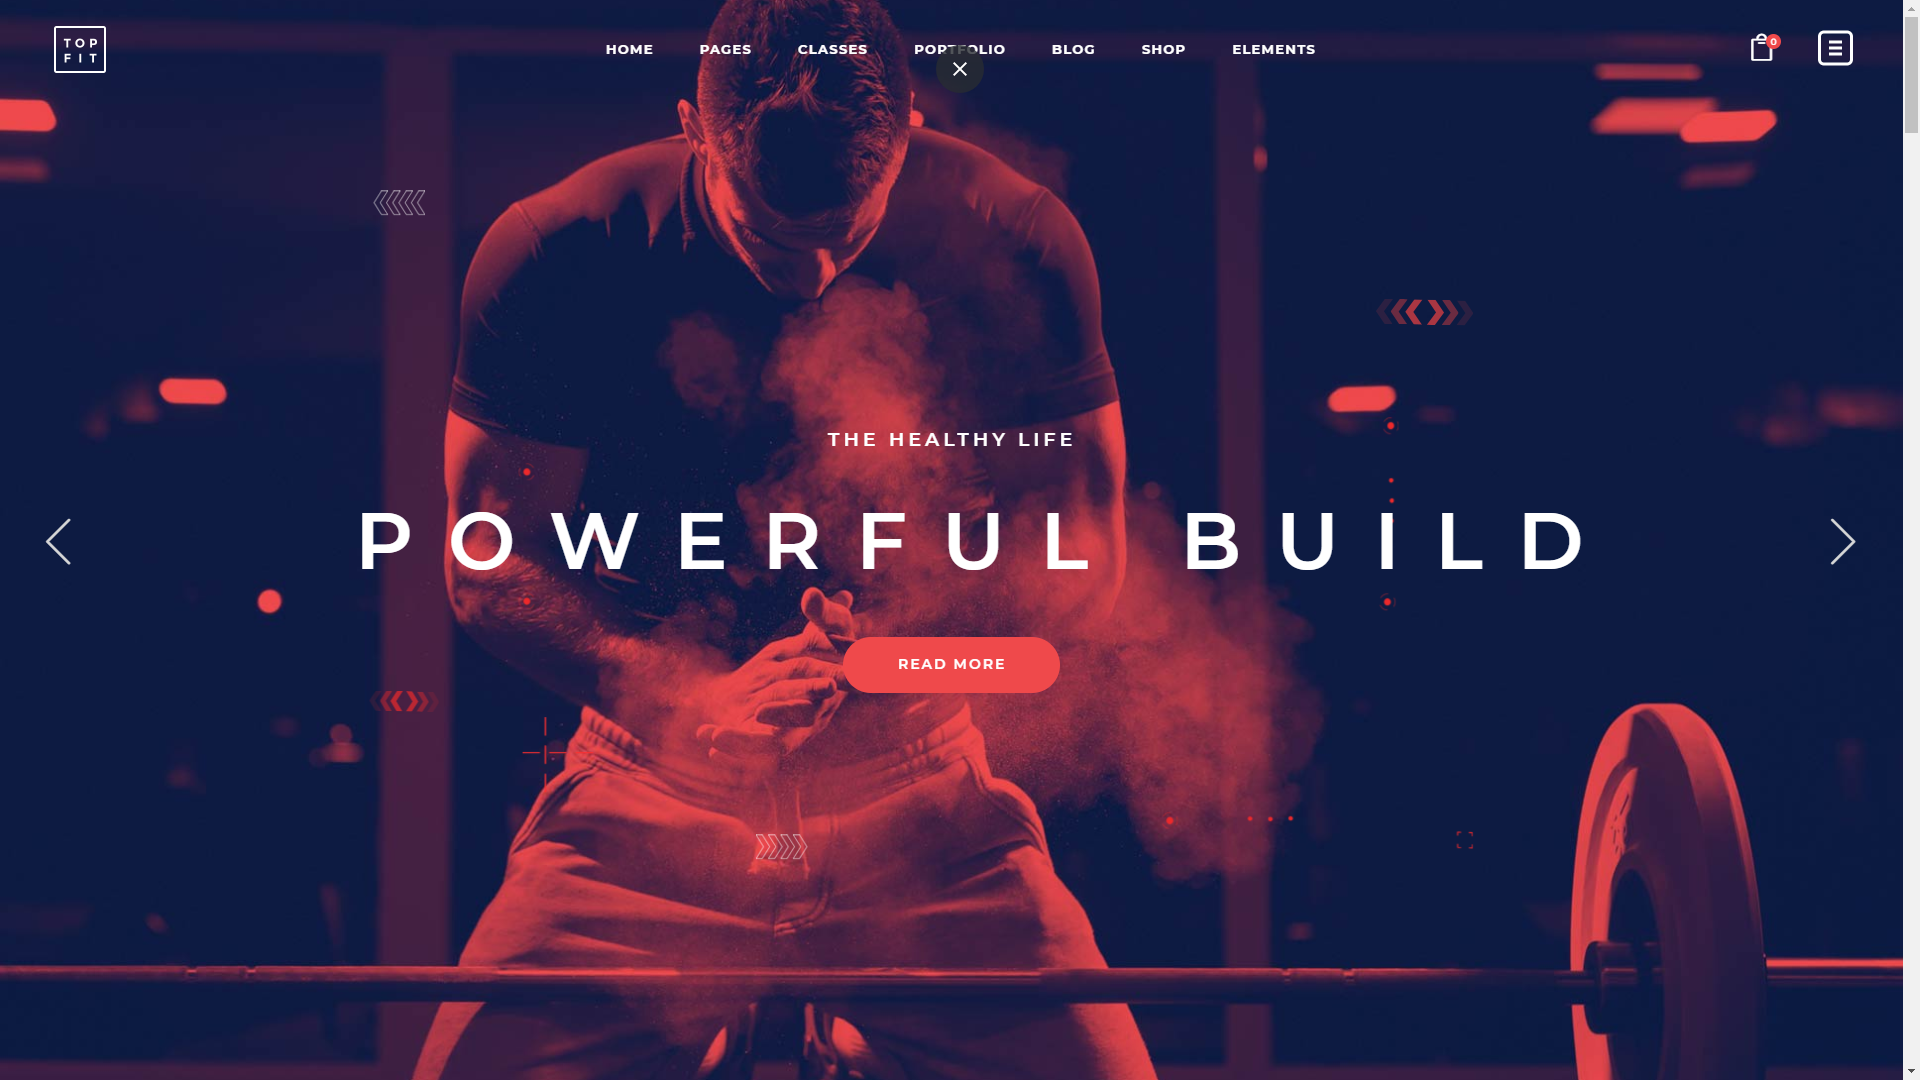 TOP
FIT
HOME PAGES CLASSES PORTFOLIO BLOG SHOP ELEMENTS
0
THE HEALTHY LIFE
POWERFUL BUILD
READ MORE